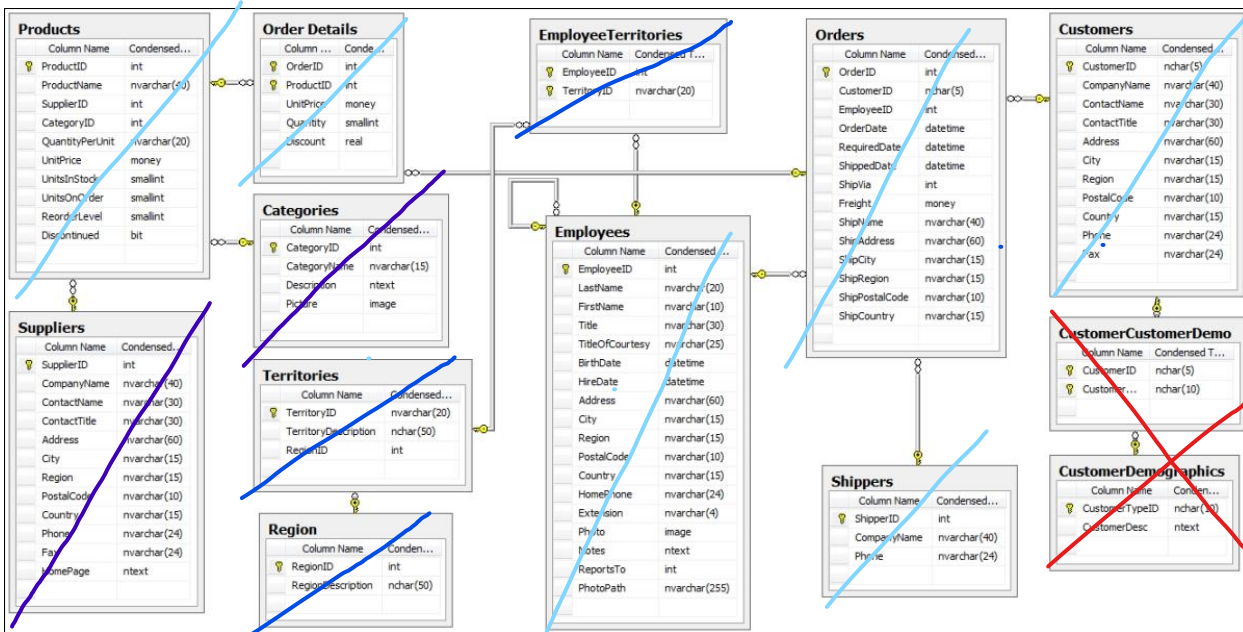 Products
Column Name Condensed...
ProductID int
ProductName nvarchar(40)
SupplierID int
CategoryID int
QuantityPerUnit nvarchar(20)
UnitPrice money
UnitsInStock smallint
UnitsOnOrder smallint
ReorderLevel smallint
Discontinued bit
Order Details
Column ... Conde...
OrderID int
ProductID int
UnitPrice money
Quantity smallint
Discount real
EmployeeTerritories
Column Name Condensed T...
EmployeeID int
TerritoryID nvarchar(20)
Orders
Column Name Condensed...
OrderID int
CustomerID nchar(5)
EmployeeID int
OrderDate datetime
RequiredDate datetime
ShippedDate datetime
ShipVia int
Freight money
ShipName nvarchar(40)
ShipAddress nvarchar(60)
ShipCity nvarchar(15)
ShipRegion nvarchar(15)
ShipPostalCode nvarchar(10)
ShipCountry nvarchar(15)
Customers
Column Name Condensed...
CustomerID nchar(5)
CompanyName nvarchar(40)
ContactName nvarchar(30)
ContactTitle nvarchar(30)
Address nvarchar(60)
City nvarchar(15)
Region nvarchar(15)
PostalCode nvarchar(10)
Country nvarchar(15)
Phone nvarchar(24)
Fax nvarchar(24)
Categories
Column Name Condensed...
CategoryID int
CategoryName nvarchar(15)
Description ntext
Picture image
Employees
Column Name Condensed ...
EmployeeID int
LastName nvarchar(20)
FirstName nvarchar(10)
Title nvarchar(30)
TitleOfCourtesy nvarchar(25)
BirthDate datetime
HireDate datetime
Address nvarchar(60)
City nvarchar(15)
Region nvarchar(15)
PostalCode nvarchar(10)
Country nvarchar(15)
HomePhone nvarchar(24)
Extension nvarchar(4)
Photo image
Notes ntext
ReportsTo int
PhotoPath nvarchar(255)
Suppliers
Column Name Condensed...
SupplierID int
CompanyName nvarchar(40)
ContactName nvarchar(30)
ContactTitle nvarchar(30)
Address nvarchar(60)
City nvarchar(15)
Region nvarchar(15)
PostalCode nvarchar(10)
Country nvarchar(15)
Phone nvarchar(24)
Fax nvarchar(24)
HomePage ntext
Territories
Column Name Condensed...
TerritoryID nvarchar(20)
TerritoryDescription nchar(50)
RegionID int
Region
Column Name Conden...
RegionID int
RegionDescription nchar(50)
Shippers
Column Name Condensed...
ShipperID int
CompanyName nvarchar(40)
Phone nvarchar(24)
CustomerCustomerDemo
Column Name Condensed T...
CustomerID nchar(5)
Customer... nchar(10)
CustomerDemographics
Column Name Conden...
CustomerTypeID nchar(10)
CustomerDesc ntext